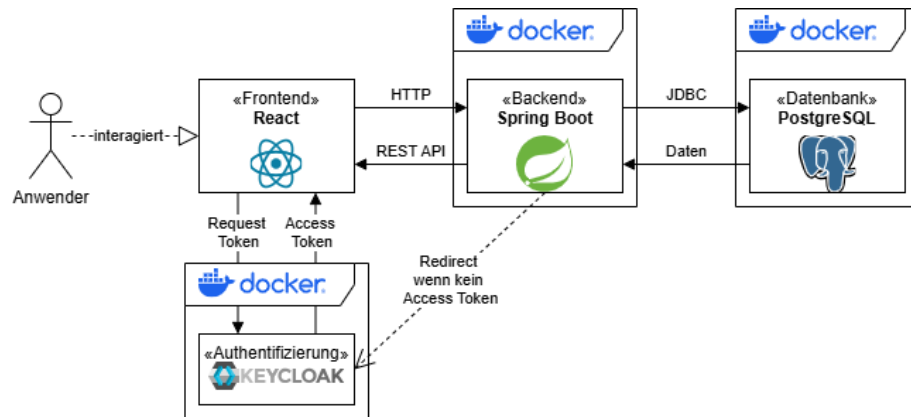 docker
docker
«Frontend»
React
HTTP
«Backend»
Spring Boot
JDBC
«Datenbank»
PostgreSQL
interagiert
REST API
Daten
Anwender
Request
Token
Access
Token
Redirect
wenn kein
Access Token
docker
«Authentifizierung»
KEYCLOAK